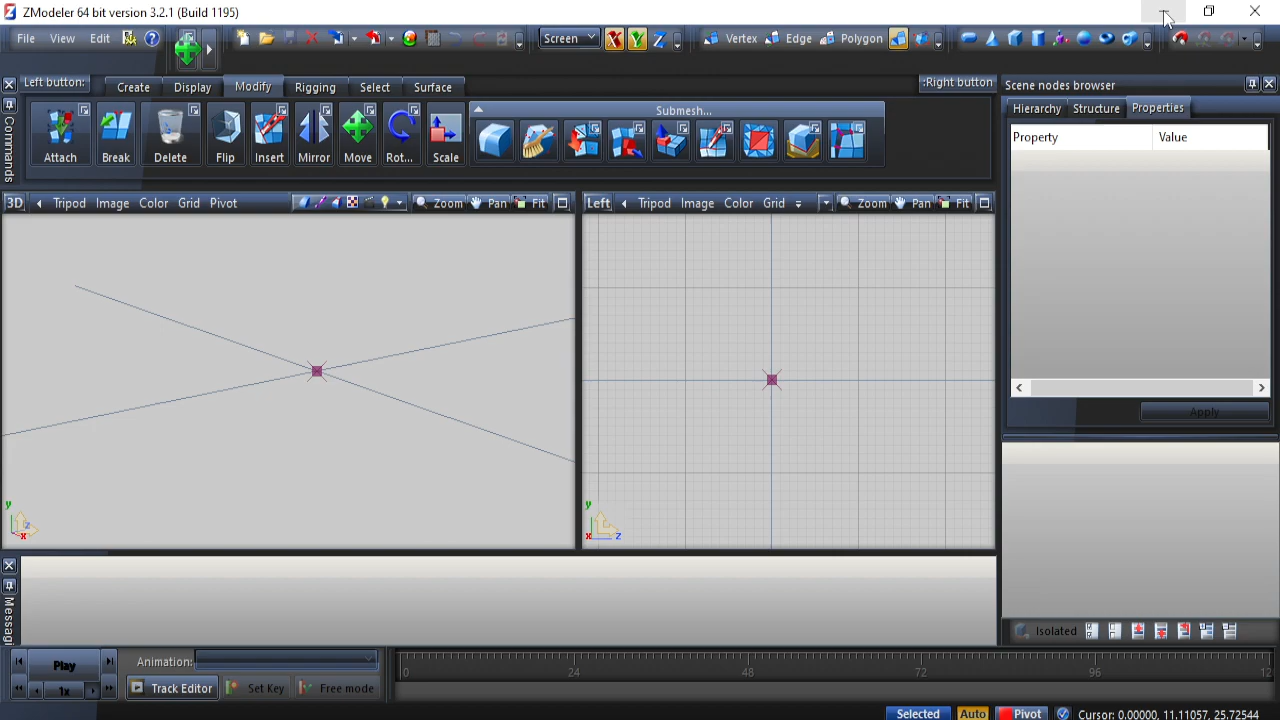 ZModeler 64 bit version 3.2.1 (Build 1195)
File View Edit Screen X Y Z Vertex Edge Polygon
Left button: Create Display Modify Rigging Select Surface :Right button
Scene nodes browser
Hierarchy Structure Properties
Submesh...
Property Value
Commands
Attach Break Delete Flip Insert Mirror Move Rot... Scale
3D Tripod Image Color Grid Pivot Zoom Pan Fit
Left Tripod Image Color Grid Zoom Pan Fit
Apply
y
z
x
y
x
z
Messag
Isolated
Play
1x
Animation:
Track Editor Set Key Free mode
0 24 48 72 96 12
Selected Auto Pivot Cursor: 0.00000, 11.11057, 25.72544